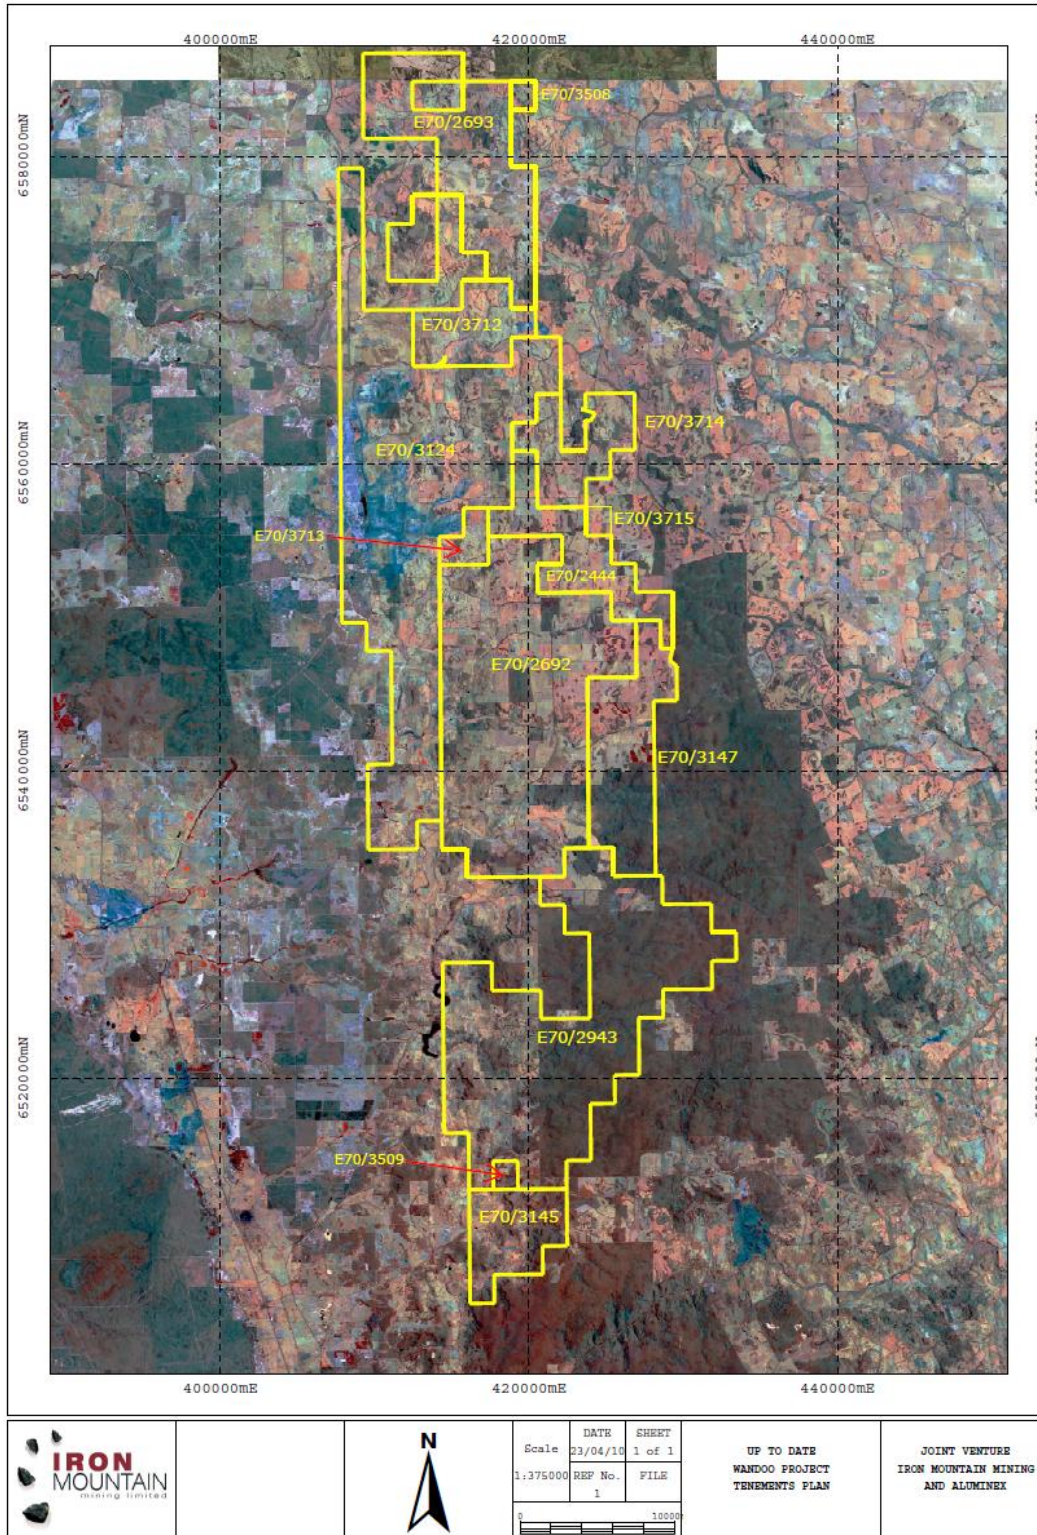 400000mE
420000mE
440000mE
E70/3508
E70/2693
6580000mN
E70/3712
E70/3714
E70/3124
6560000mN
E70/3715
E70/3713
E70/2444
E70/2692
E70/3147
6540000mN
E70/2943
6520000mN
E70/3509
E70/3145
400000mE
420000mE
440000mE
IRON
MOUNTAIN
mining limited
N
Scale
1:375000
DATE
23/04/10
SHEET
1 of 1
REF No.
1
FILE
0
10000
UP TO DATE
WANDOO PROJECT
TENEMENTS PLAN
JOINT VENTURE
IRON MOUNTAIN MINING
AND ALUMINEX